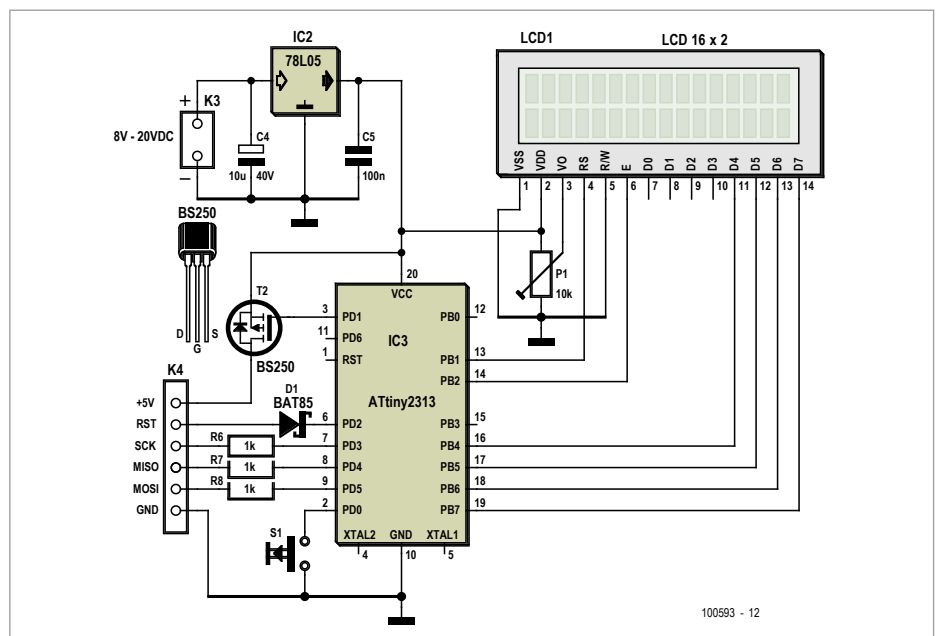 IC2
LCD1 LCD 16 x 2
78L05
+ K3
8V - 20VDC
–
C4
10u 40V
C5
100n
VSS VDD VO RS R/W E D0 D1 D2 D3 D4 D5 D6 D7
1 2 3 4 5 6 7 8 9 10 11 12 13 14
BS250
D G S
T2
BS250
P1
10k
20
VCC
IC3
ATtiny2313
3 PD1
11 PD6
1 RST
6 PD2
7 PD3
8 PD4
9 PD5
2 PD0
PB0 12
PB1 13
PB2 14
PB3 15
PB4 16
PB5 17
PB6 18
PB7 19
XTAL2 GND XTAL1
4 10 5
K4
+5V
RST
SCK
MISO
MOSI
GND
D1
BAT85
R6 1k
R7 1k
R8 1k
S1
100593 - 12